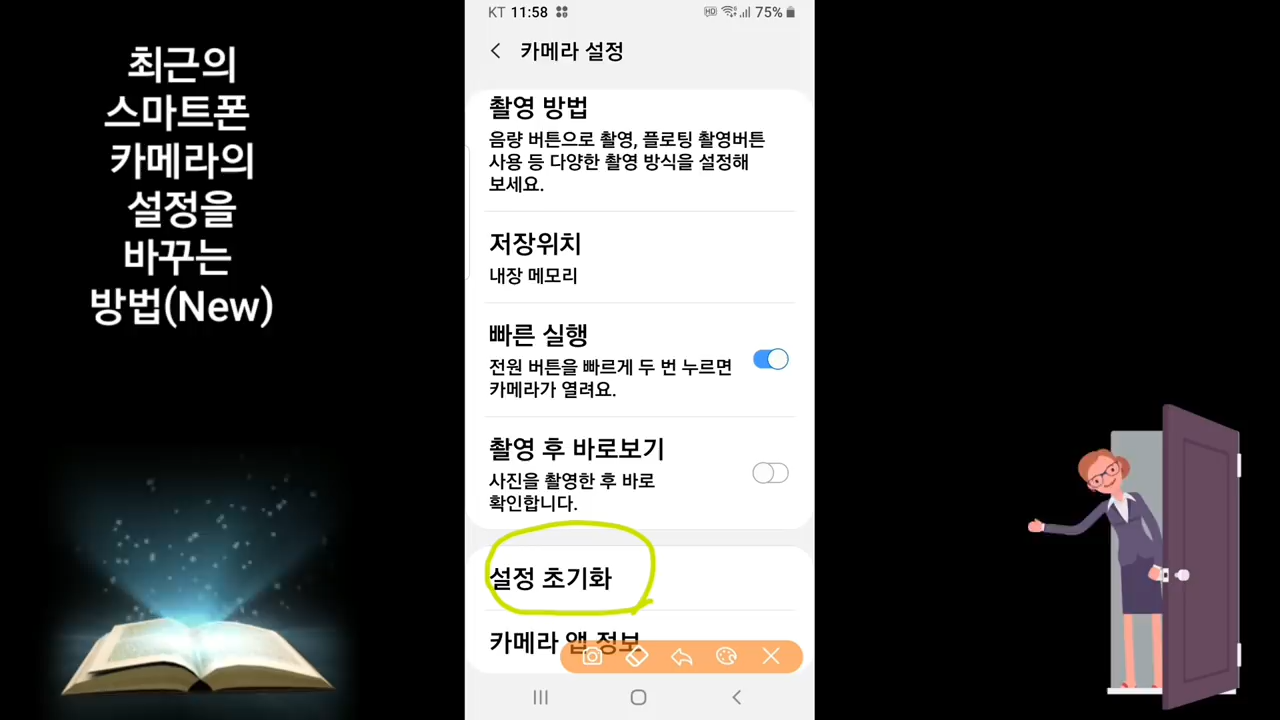 최근의
스마트폰
카메라의
설정을
바꾸는
방법(New)
KT 11:58
75%
카메라 설정
촬영 방법
음량 버튼으로 촬영, 플로팅 촬영버튼
사용 등 다양한 촬영 방식을 설정해
보세요.
저장위치
내장 메모리
빠른 실행
전원 버튼을 빠르게 두 번 누르면
카메라가 열려요.
촬영 후 바로보기
사진을 촬영한 후 바로
확인합니다.
설정 초기화
카메라 앱 정보